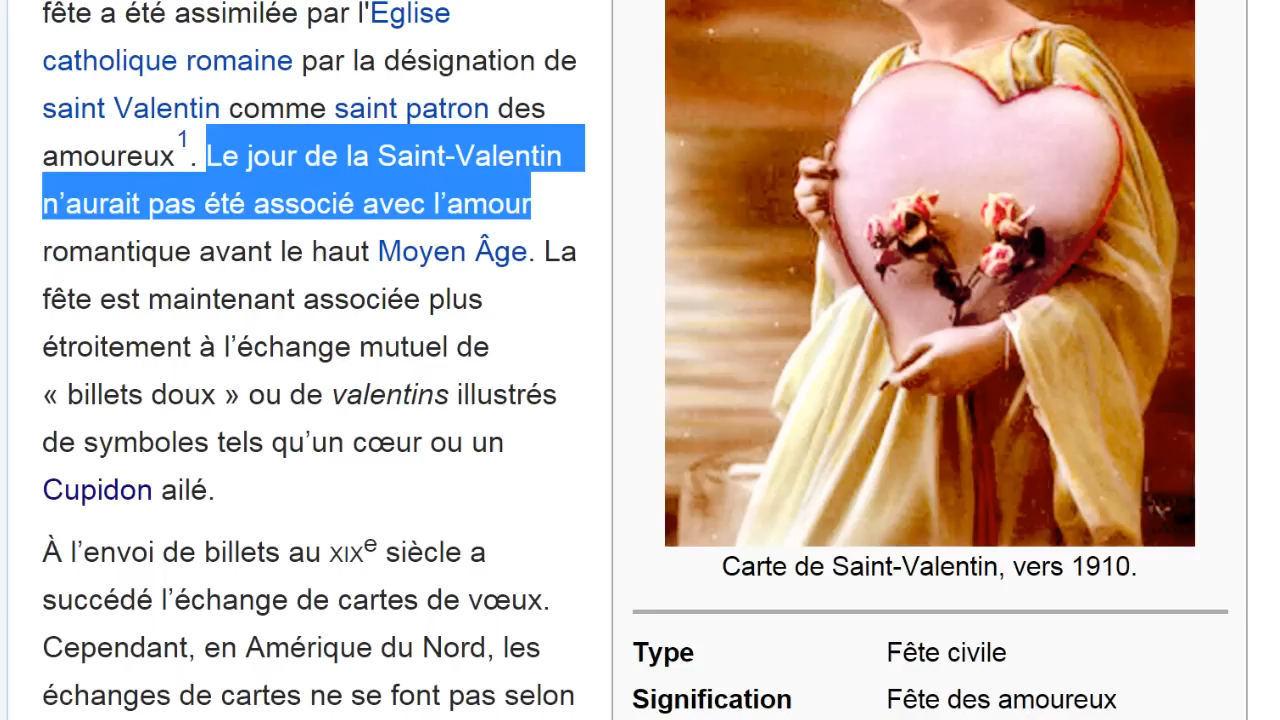 fête a été assimilée par l'Église
catholique romaine par la désignation de
saint Valentin comme saint patron des
amoureux1. Le jour de la Saint-Valentin
n’aurait pas été associé avec l’amour
romantique avant le haut Moyen Âge. La
fête est maintenant associée plus
étroitement à l’échange mutuel de
« billets doux » ou de valentins illustrés
de symboles tels qu’un cœur ou un
Cupidon ailé.
À l’envoi de billets au XIXe siècle a
succédé l’échange de cartes de vœux.
Cependant, en Amérique du Nord, les
échanges de cartes ne se font pas selon
Carte de Saint-Valentin, vers 1910.
Type Fête civile
Signification Fête des amoureux